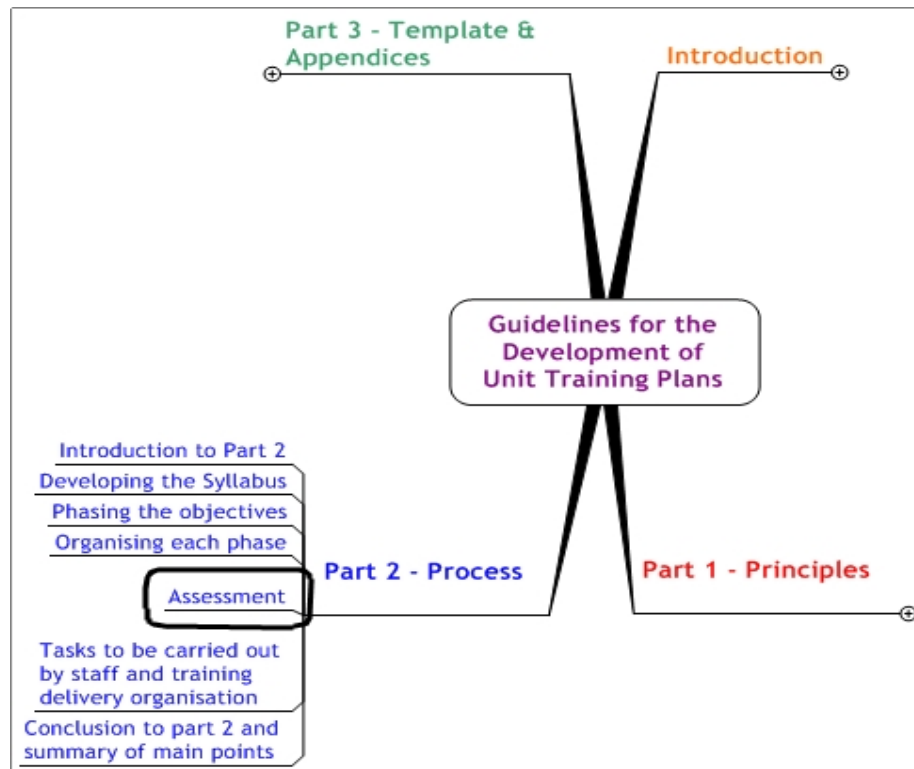 Part 3 - Template &
Appendices
Introduction
Guidelines for the
Development of
Unit Training Plans
Introduction to Part 2
Developing the Syllabus
Phasing the objectives
Organising each phase
Assessment
Tasks to be carried out
by staff and training
delivery organisation
Conclusion to part 2 and
summary of main points
Part 2 - Process
Part 1 - Principles